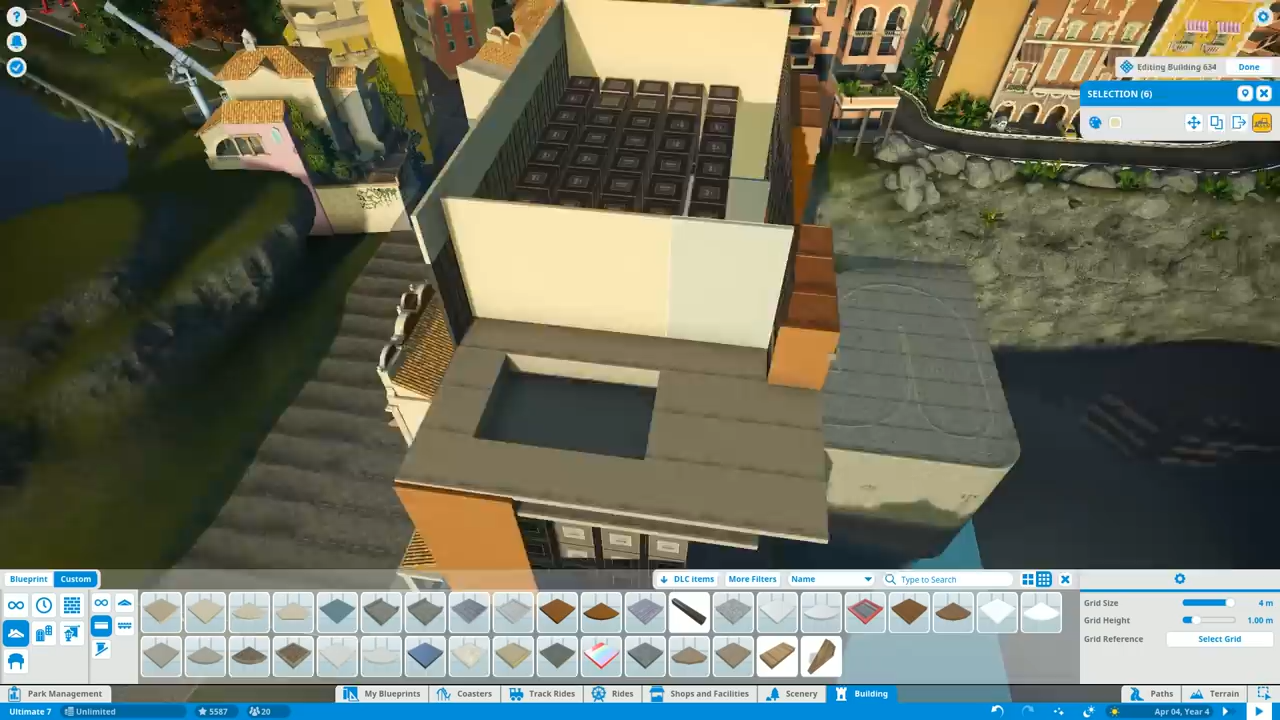 Editing Building 634
Done
SELECTION (6)
Blueprint
Custom
DLC items
More Filters
Name
Type to Search
Grid Size
4 m
Grid Height
1.00 m
Grid Reference
Select Grid
Park Management
My Blueprints
Coasters
Track Rides
Rides
Shops and Facilities
Scenery
Building
Paths
Terrain
Ultimate 7
Unlimited
5587
20
Apr 04, Year 4